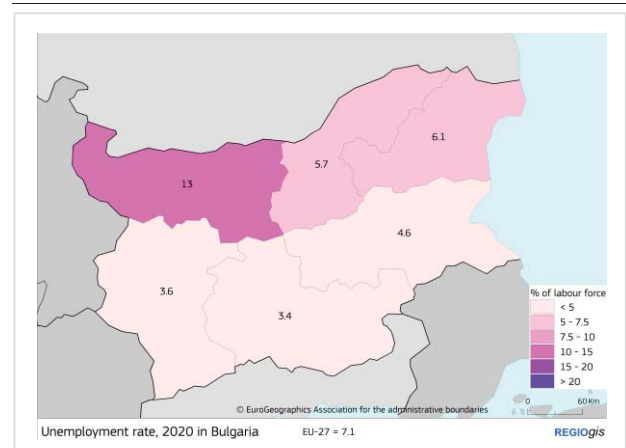 6.1
5.7
13
4.6
3.6
3.4
% of labour force
< 5
5 - 7.5
7.5 - 10
10 - 15
15 - 20
> 20
0 60 Km
© EuroGeographics Association for the administrative boundaries
Unemployment rate, 2020 in Bulgaria EU-27 = 7.1 REGIOgis